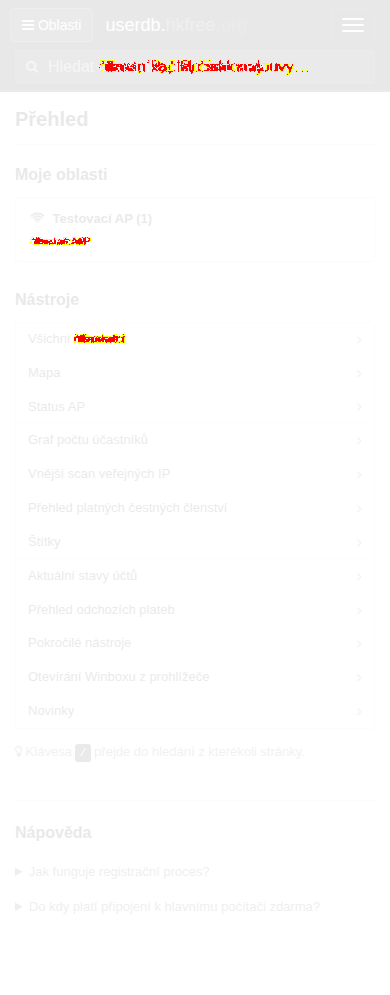 Oblasti userdb.hkfree.org
Hledat
Přehled
Moje oblasti
Testovací AP (1)
Nástroje
Všichni
Mapa
Status AP
Graf počtu účastníků
Vnější scan veřejných IP
Přehled platných čestných členství
Štítky
Aktuální stavy účtů
Přehled odchozích plateb
Pokročilé nástroje
Otevírání Winboxu z prohlížeče
Novinky
Klávesa / přejde do hledání z kterékoli stránky.
Nápověda
Jak funguje registrační proces?
Do kdy platí připojení k hlavnímu počítači zdarma?